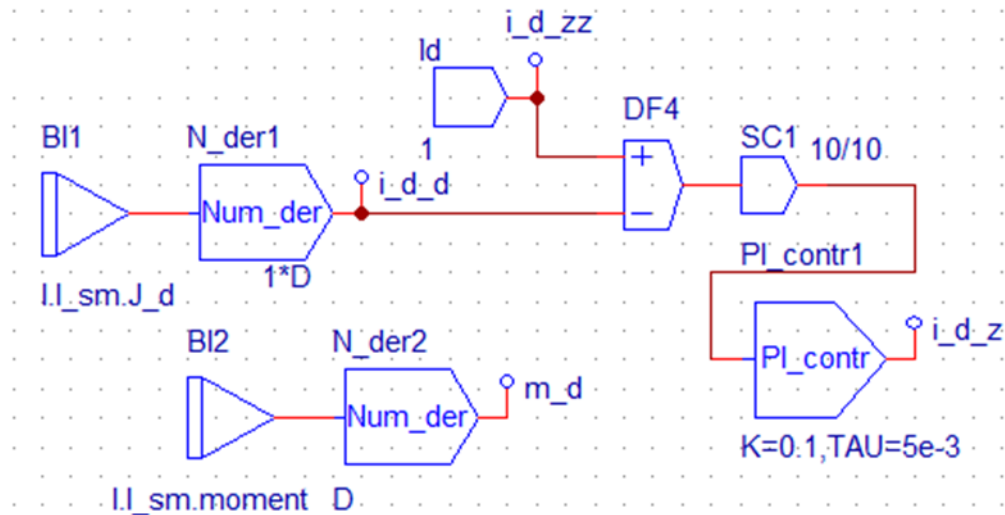 i_d_zz
Id
DF4
BI1
N_der1
SC1
10/10
1
+
i_d_d
Num_der
−
1*D
PI_contr1
I.I_sm.J_d
BI2
N_der2
i_d_z
PI_contr
m_d
Num_der
K=0.1,TAU=5e-3
I.I_sm.moment
D